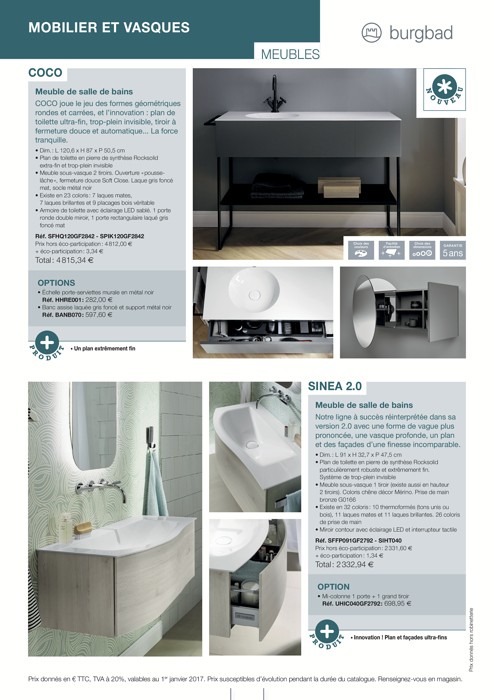 MOBILIER ET VASQUES
burgbad
MEUBLES
COCO
Meuble de salle de bains
COCO joue le jeu des formes géométriques
rondes et carrées, et l'innovation : plan de
toilette ultra-fin, trop-plein invisible, tiroir à
fermeture douce et automatique... La force
tranquille.
• Dim. : L 120,6 x H 87 x P 50,5 cm
• Plan de toilette en pierre de synthèse Rocksolid
extra-fin et trop-plein invisible
• Meuble sous-vasque 2 tiroirs. Ouverture «pousse-
lâche», fermeture douce Soft Close. Laque gris foncé
mat, socle métal noir
• Existe en 23 coloris : 7 laques mates,
7 laques brillantes et 9 placages bois véritable
• Armoire de toilette avec éclairage LED sablé. 1 porte
ronde double miroir, 1 porte rectangulaire laqué gris
foncé mat
Réf. SFHQ120GF2842 - SPIK120GF2842
Prix hors éco-participation : 4 812,00 €
+ éco-participation : 3,34 €
Total : 4 815,34 €
NOUVEAU
GARANTIE
5 ans
OPTIONS
• Échelle porte-serviettes murale en métal noir
Réf. HHRE001 : 282,00 €
• Banc assise laquée gris foncé et support métal noir
Réf. BANB070 : 597,60 €
PRODUIT
• Un plan extrêmement fin
SINEA 2.0
Meuble de salle de bains
Notre ligne à succès réinterprétée dans sa
version 2.0 avec une forme de vague plus
prononcée, une vasque profonde, un plan
et des façades d'une finesse incomparable.
• Dim. : L 91 x H 32,7 x P 47,5 cm
• Plan de toilette en pierre de synthèse Rocksolid
particulièrement robuste et extrêmement fin.
Système de trop-plein invisible
• Meuble sous-vasque 1 tiroir (existe aussi en hauteur
2 tiroirs). Coloris chêne décor Mérino. Prise de main
bronze G0166
• Existe en 32 coloris : 10 thermoformés (tons unis ou
bois), 11 laques mates et 11 laques brillantes. 26 coloris
de prise de main
• Miroir contour avec éclairage LED et interrupteur tactile
Réf. SFFP091GF2792 - SIHT040
Prix hors éco-participation : 2 331,60 €
+ éco-participation : 1,34 €
Total : 2 332,94 €
OPTION
• Mi-colonne 1 porte + 1 grand tiroir
Réf. UHIC040GF2792 : 698,95 €
PRODUIT
• Innovation ! Plan et façades ultra-fins
Prix donnés hors robinetterie
Prix donnés en € TTC, TVA à 20%, valables au 1er janvier 2017. Prix susceptibles d'évolution pendant la durée du catalogue. Renseignez-vous en magasin.